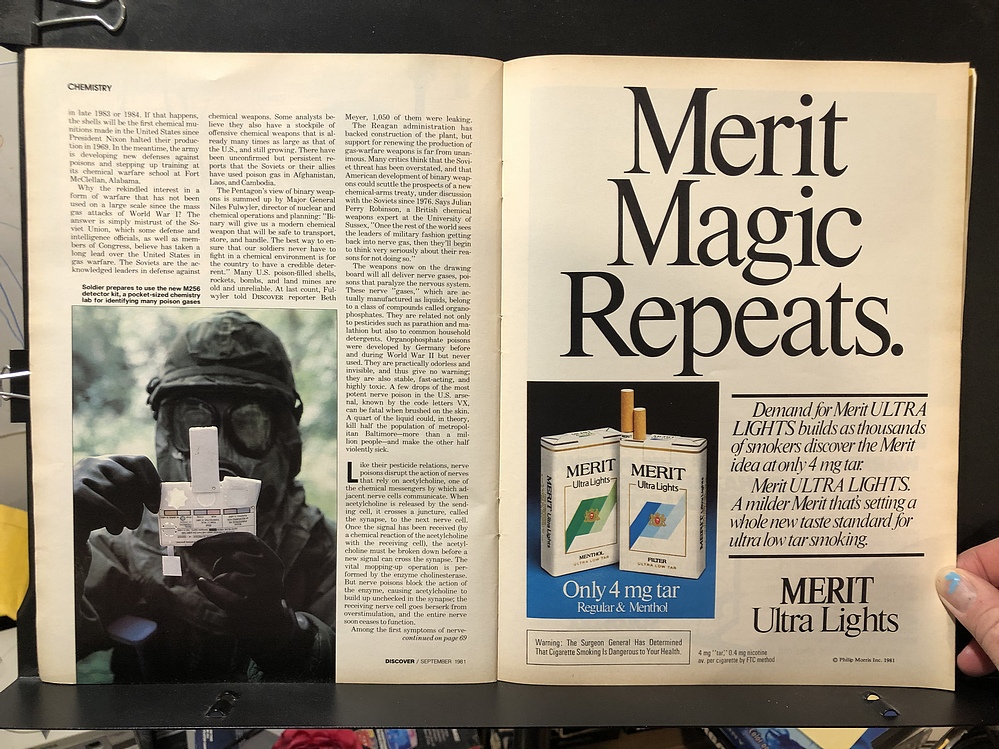 CHEMISTRY
in late 1983 or 1984. If that happens,
the shells will be the first chemical mu-
nitions made in the United States since
President Nixon halted their produc-
tion in 1969. In the meantime, the army
is developing new defenses against
poisons and stepping up training at
its chemical warfare school at Fort
McClellan, Alabama.
Why the rekindled interest in a
form of warfare that has not been
used on a large scale since the mass
gas attacks of World War I? The
answer is simply mistrust of the So-
viet Union, which some defense and
intelligence officials, as well as mem-
bers of Congress, believe has taken a
long lead over the United States in
gas warfare. The Soviets are the ac-
knowledged leaders in defense against
Soldier prepares to use the new M256
detector kit, a pocket-sized chemistry
lab for identifying many poison gases
chemical weapons. Some analysts be-
lieve they also have a stockpile of
offensive chemical weapons that is al-
ready many times as large as that of
the U.S., and still growing. There have
been unconfirmed but persistent re-
ports that the Soviets or their allies
have used poison gas in Afghanistan,
Laos, and Cambodia.
The Pentagon's view of binary weap-
ons is summed up by Major General
Niles Fulwyler, director of nuclear and
chemical operations and planning: "Bi-
nary will give us a modern chemical
weapon that will be safe to transport,
store, and handle. The best way to en-
sure that our soldiers never have to
fight in a chemical environment is for
the country to have a credible deter-
rent." Many U.S. poison-filled shells,
rockets, bombs, and land mines are
old and unreliable. At last count, Ful-
wyler told DISCOVER reporter Beth
Meyer, 1,050 of them were leaking.
The Reagan administration has
backed construction of the plant, but
support for renewing the production of
gas-warfare weapons is far from unan-
imous. Many critics think that the Sovi-
et threat has been overstated, and that
American development of binary weap-
ons could scuttle the prospects of a new
chemical-arms treaty, under discussion
with the Soviets since 1976. Says Julian
Perry Robinson, a British chemical
weapons expert at the University of
Sussex, "Once the rest of the world sees
the leaders of military fashion getting
back into nerve gas, then they'll begin
to think very seriously about their rea-
sons for not doing so."
The weapons now on the drawing
board will all deliver nerve gases, poi-
sons that paralyze the nervous system.
These nerve "gases," which are ac-
tually manufactured as liquids, belong
to a class of compounds called organo-
phosphates. They are related not only
to pesticides such as parathion and ma-
lathion but also to common household
detergents. Organophosphate poisons
were developed by Germany before
and during World War II but never
used. They are practically odorless and
invisible, and thus give no warning;
they are also stable, fast-acting, and
highly toxic. A few drops of the most
potent nerve poison in the U.S. arse-
nal, known by the code letters VX,
can be fatal when brushed on the skin.
A quart of the liquid could, in theory,
kill half the population of metropol-
itan Baltimore—more than a mil-
lion people—and make the other half
violently sick.
Like their pesticide relations, nerve
poisons disrupt the action of nerves
that rely on acetylcholine, one of
the chemical messengers by which ad-
jacent nerve cells communicate. When
acetylcholine is released by the send-
ing cell, it crosses a juncture, called
the synapse, to the next nerve cell.
Once the signal has been received (by
a chemical reaction of the acetylcholine
with the receiving cell), the acetyl-
choline must be broken down before a
new signal can cross the synapse. The
vital mopping-up operation is per-
formed by the enzyme cholinesterase.
But nerve poisons block the action of
the enzyme, causing acetylcholine to
build up unchecked in the synapse; the
receiving nerve cell goes berserk from
overstimulation, and the entire nerve
soon ceases to function.
Among the first symptoms of nerve-
continued on page 69
DISCOVER / SEPTEMBER 1981
Merit
Magic
Repeats.
MERIT
Ultra Lights
MERIT Ultra Lights
MENTHOL
ULTRA LOW TAR
MERIT
Ultra Lights
FILTER
ULTRA LOW TAR
MERIT
Only 4 mg tar
Regular & Menthol
Demand for Merit ULTRA
LIGHTS builds as thousands
of smokers discover the Merit
idea at only 4 mg tar.
Merit ULTRA LIGHTS.
A milder Merit that's setting a
whole new taste standard for
ultra low tar smoking.
MERIT
Ultra Lights
Warning: The Surgeon General Has Determined
That Cigarette Smoking Is Dangerous to Your Health.
4 mg "tar," 0.4 mg nicotine
av. per cigarette by FTC method
© Philip Morris Inc. 1981